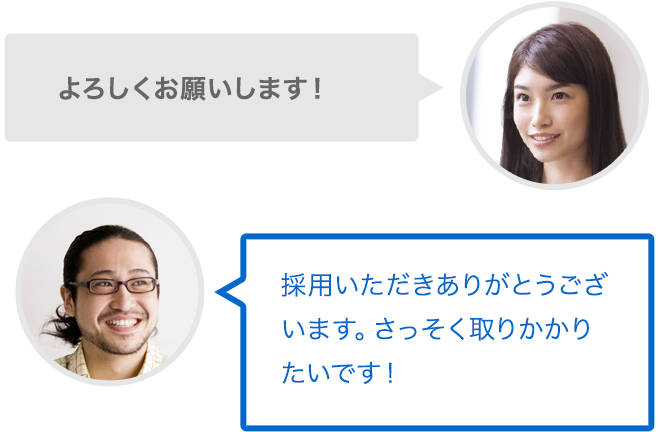 よろしくお願いします！
採用いただきありがとうござ
います。さっそく取りかかり
たいです！